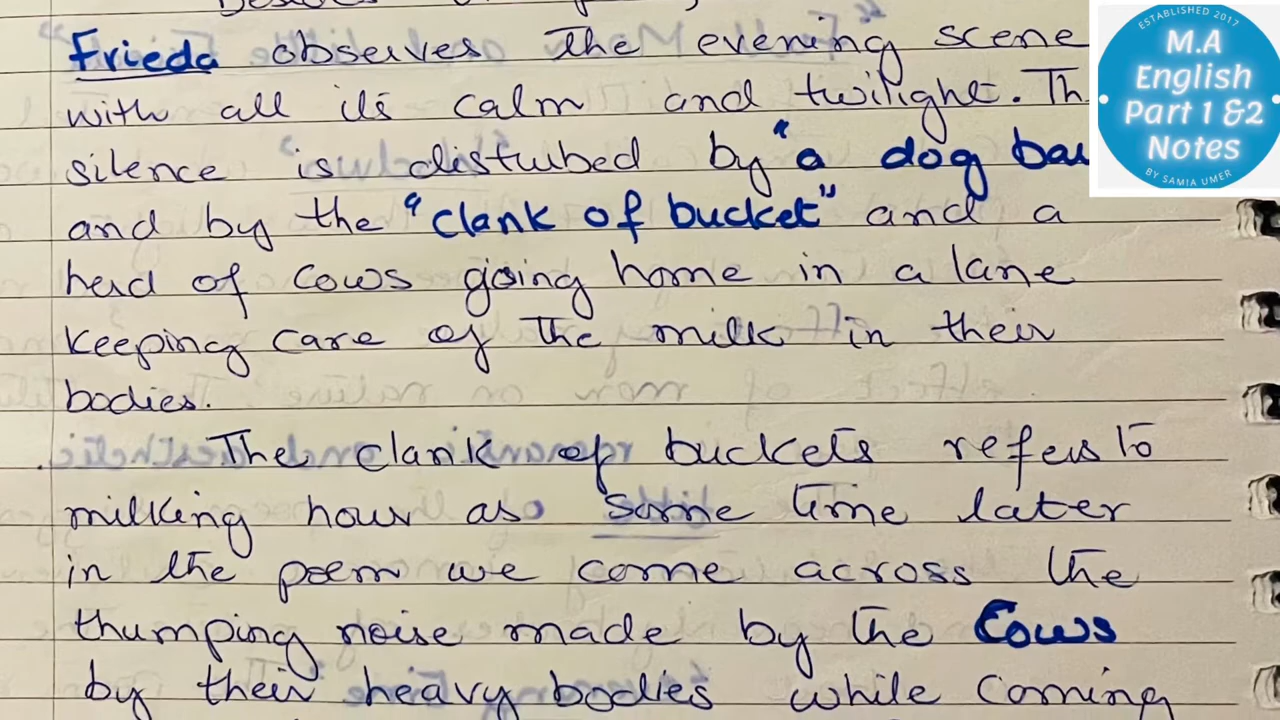 Frieda observes the evening scene
with all its calm and twilight. Th
silence is distubed by "a dog bar
and by the "clank of bucket" and a
herd of cows going home in a lane
keeping care of the milk in their
bodies.
The clank of buckets refers to
milking hour as some time later
in the poem we come across the
thumping noise made by the Cows
by their heavy bodies while coming
ESTABLISHED 2017
M.A
English
Part 1 &2
Notes
BY SAMIA UMER